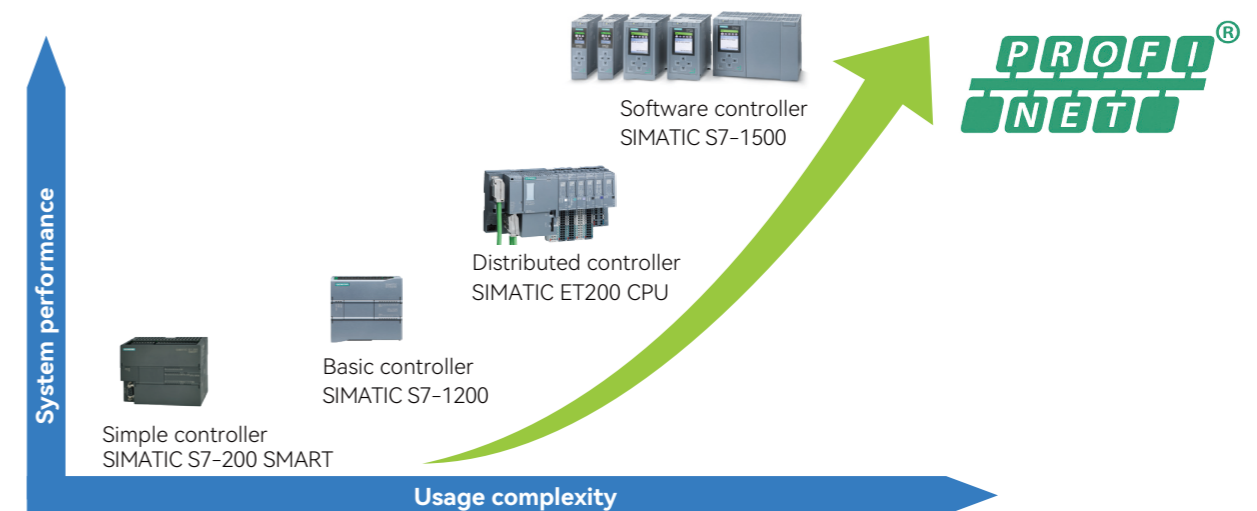 PROFI
NET®
Software controller
SIMATIC S7-1500
System performance
Distributed controller
SIMATIC ET200 CPU
Basic controller
SIMATIC S7-1200
Simple controller
SIMATIC S7-200 SMART
Usage complexity